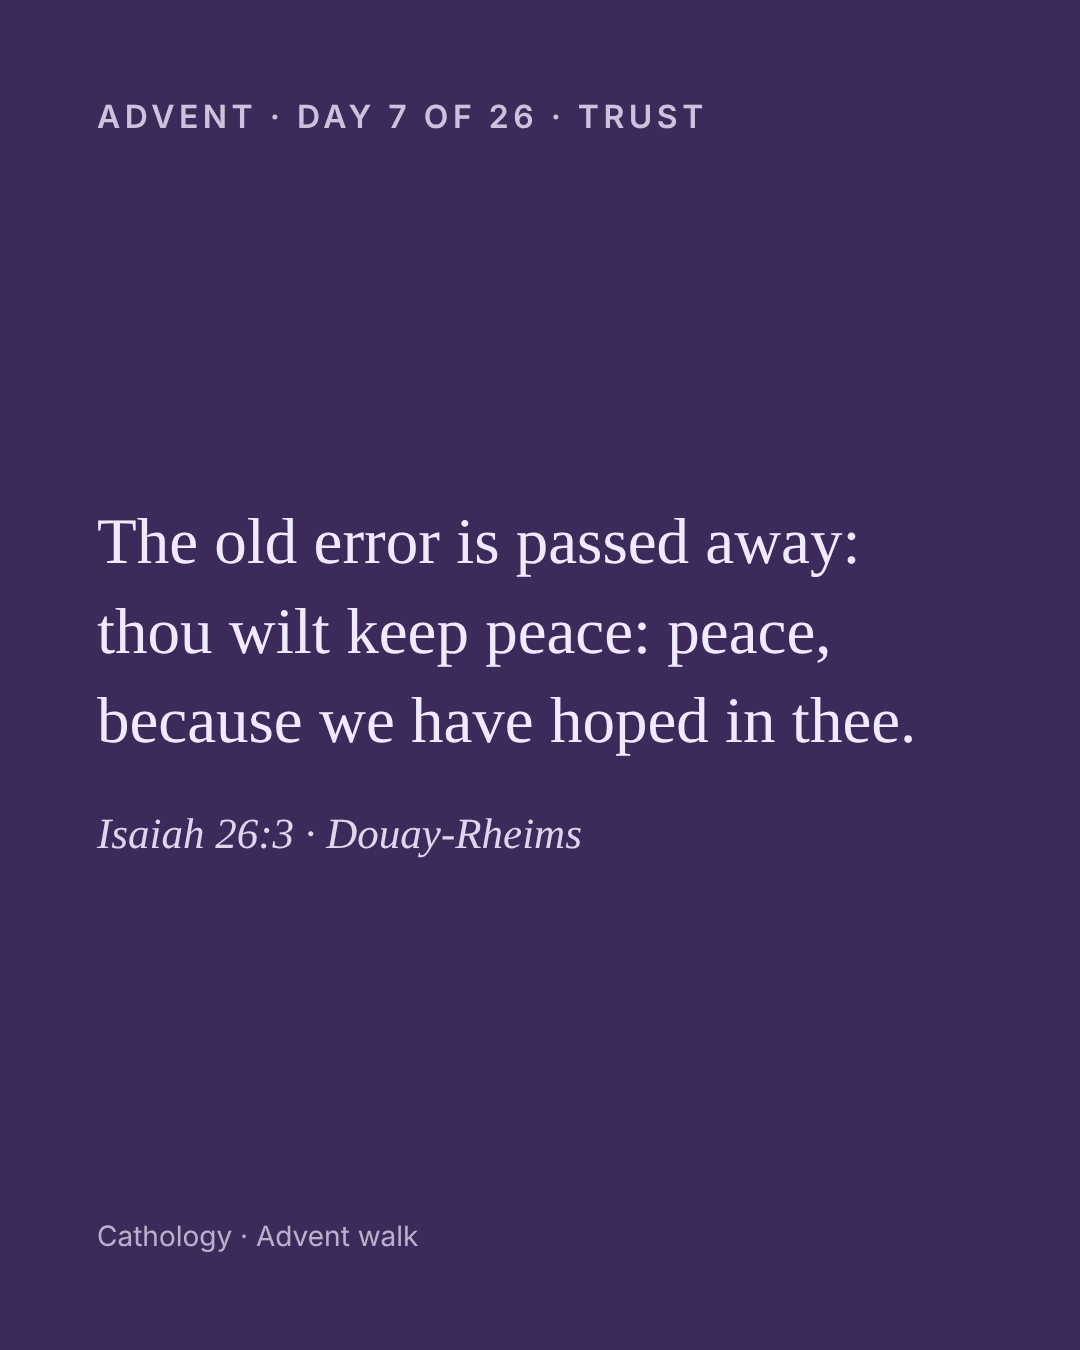 ADVENT · DAY 7 OF 26 · TRUST
The old error is passed away:
thou wilt keep peace: peace,
because we have hoped in thee.
Isaiah 26:3 · Douay-Rheims
Cathology · Advent walk